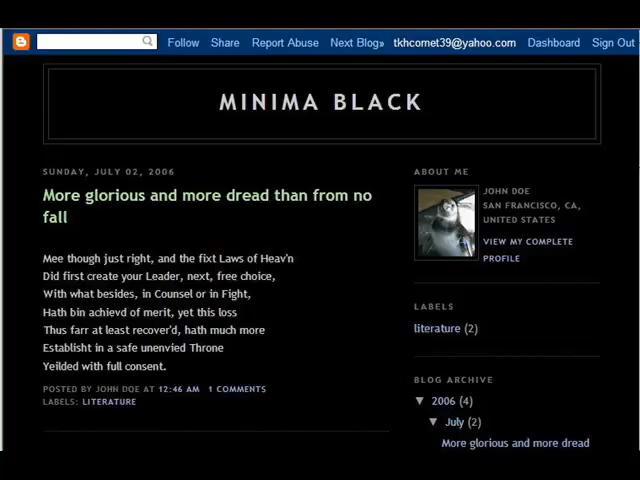 Follow Share Report Abuse Next Blog» tkhcomet39@yahoo.com Dashboard Sign Out
MINIMA BLACK
SUNDAY, JULY 02, 2006
More glorious and more dread than from no
fall
Mee though just right, and the fixt Laws of Heav'n
Did first create your Leader, next, free choice,
With what besides, in Counsel or in Fight,
Hath bin achievd of merit, yet this loss
Thus farr at least recover'd, hath much more
Establisht in a safe unenvied Throne
Yeilded with full consent.
POSTED BY JOHN DOE AT 12:46 AM 1 COMMENTS
LABELS: LITERATURE
ABOUT ME
JOHN DOE
SAN FRANCISCO, CA,
UNITED STATES
VIEW MY COMPLETE
PROFILE
LABELS
literature (2)
BLOG ARCHIVE
▼ 2006 (4)
▼ July (2)
More glorious and more dread